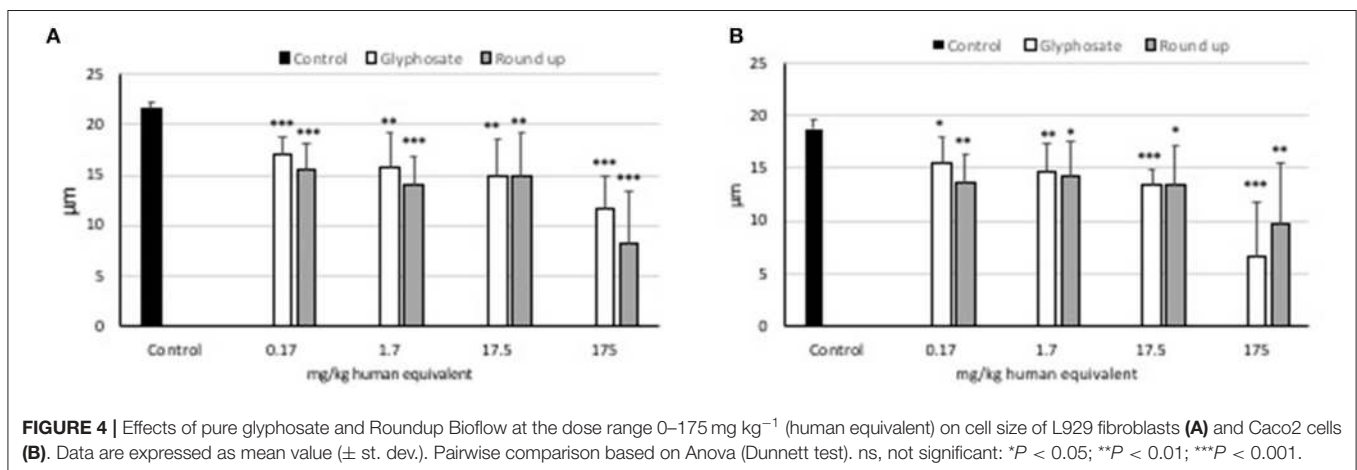 A
Control Glyphosate Round up
25
20
15
10
5
0
µm
*** *** ** *** ** ** *** ***
Control 0.17 1.7 17.5 175
mg/kg human equivalent
B
Control Glyphosate Round up
25
20
15
10
5
0
µm
* ** ** * *** * *** **
Control 0.17 1.7 17.5 175
mg/kg human equivalent
FIGURE 4 | Effects of pure glyphosate and Roundup Bioflow at the dose range 0–175 mg kg⁻¹ (human equivalent) on cell size of L929 fibroblasts (A) and Caco2 cells
(B). Data are expressed as mean value (± st. dev.). Pairwise comparison based on Anova (Dunnett test). ns, not significant: *P < 0.05; **P < 0.01; ***P < 0.001.